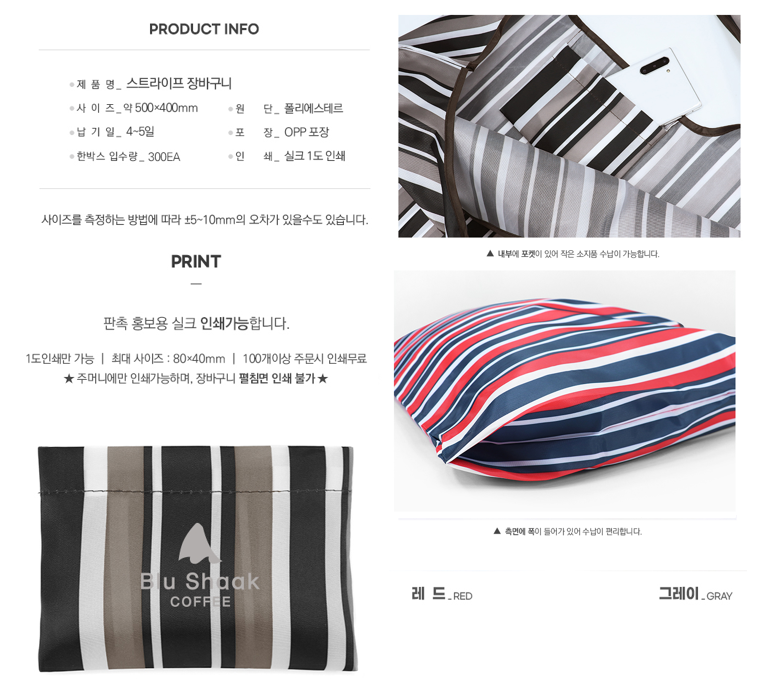 PRODUCT INFO
제 품 명_ 스트라이프 장바구니
사 이 즈_약 500×400mm
원 단_ 폴리에스테르
납 기 일_ 4~5일
포 장_ OPP 포장
한박스 입수량_ 300EA
인 쇄_ 실크 1도 인쇄
사이즈를 측정하는 방법에 따라 ±5~10mm의 오차가 있을수도 있습니다.
PRINT
판촉 홍보용 실크 인쇄가능합니다.
1도인쇄만 가능 | 최대 사이즈 : 80×40mm | 100개이상 주문시 인쇄무료
★ 주머니에만 인쇄가능하며, 장바구니 펼침면 인쇄 불가 ★
Blu Shaak
COFFEE
▲ 내부에 포켓이 있어 작은 소지품 수납이 가능합니다.
▲ 측면에 폭이 들어가 있어 수납이 편리합니다.
레 드_RED
그레이_GRAY